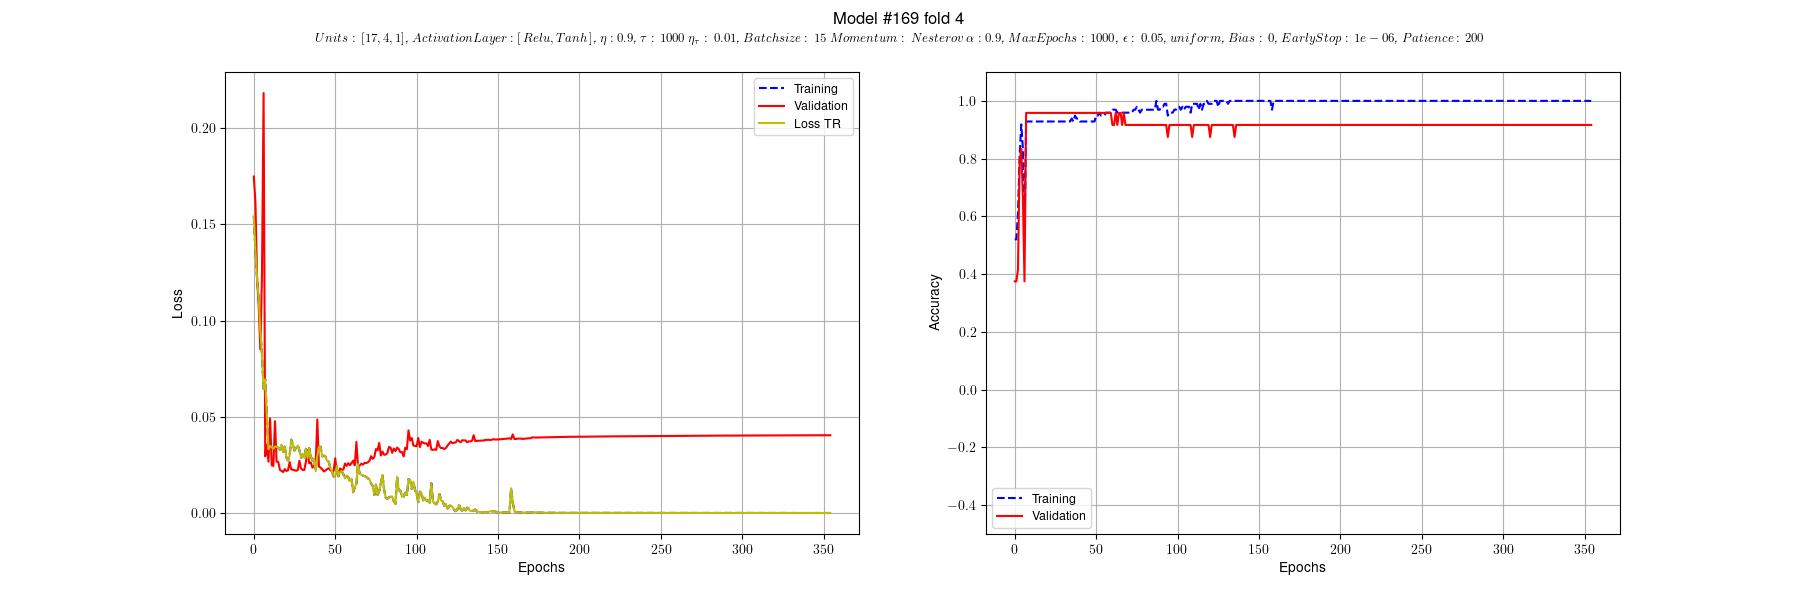 Model #169 fold 4
Units : [17, 4, 1], ActivationLayer : [ Relu, Tanh ], η : 0.9, τ : 1000 η_τ : 0.01, Batchsize : 15 Momentum : Nesterov α : 0.9, MaxEpochs : 1000, ϵ : 0.05, uniform, Bias : 0, EarlyStop : 1e − 06, Patience : 200
Training
Validation
Loss TR
0.20
0.15
0.10
0.05
0.00
Loss
0 50 100 150 200 250 300 350
Epochs
1.0
0.8
0.6
0.4
0.2
0.0
−0.2
−0.4
Accuracy
Training
Validation
0 50 100 150 200 250 300 350
Epochs